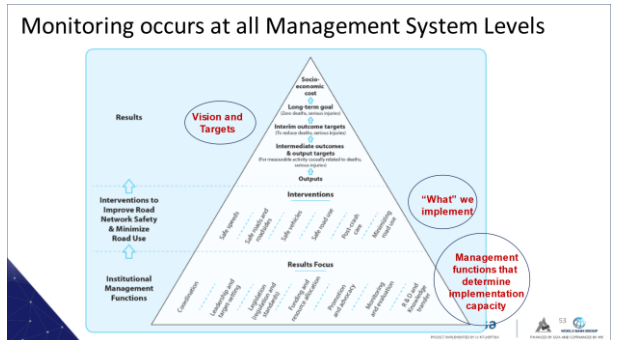 Monitoring occurs at all Management System Levels
Results
Vision and
Targets
Socio-
economic
cost
Long-term goal
(Zero deaths, serious injuries)
Interim outcome targets
(To reduce deaths, serious injuries)
Intermediate outcomes
& output targets
(For measurable activity causally related to deaths,
serious injuries)
Outputs
Interventions to
Improve Road
Network Safety
& Minimize
Road Use
Interventions
Safe speeds
Safe roads and
roadsides
Safe vehicles
Safe road use
Post-crash
care
Minimizing
road use
"What" we
implement
Institutional
Management
Functions
Results Focus
Coordination
Leadership and
target-setting
Legislation
(legislation and
standards)
Funding and
resource allocation
Promotion
and advocacy
Monitoring
and evaluation
R & D and
Knowledge
transfer
Management
functions that
determine
implementation
capacity
53
WORLD BANK GROUP